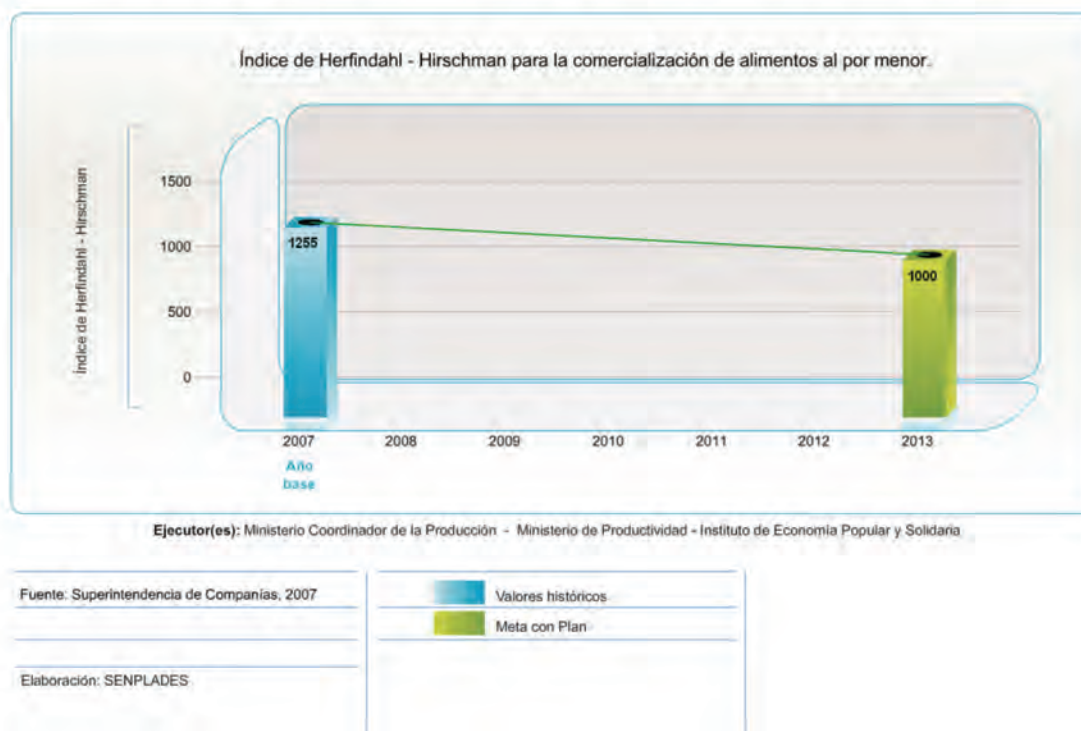 Índice de Herfindahl - Hirschman para la comercialización de alimentos al por menor.
Índice de Herfindahl - Hirschman
1500
1000
500
0
1255
1000
2007
2008
2009
2010
2011
2012
2013
Año
base
Ejecutor(es): Ministerio Coordinador de la Producción - Ministerio de Productividad - Instituto de Economía Popular y Solidaria
Fuente: Superintendencia de Companías, 2007
Valores históricos
Meta con Plan
Elaboración: SENPLADES